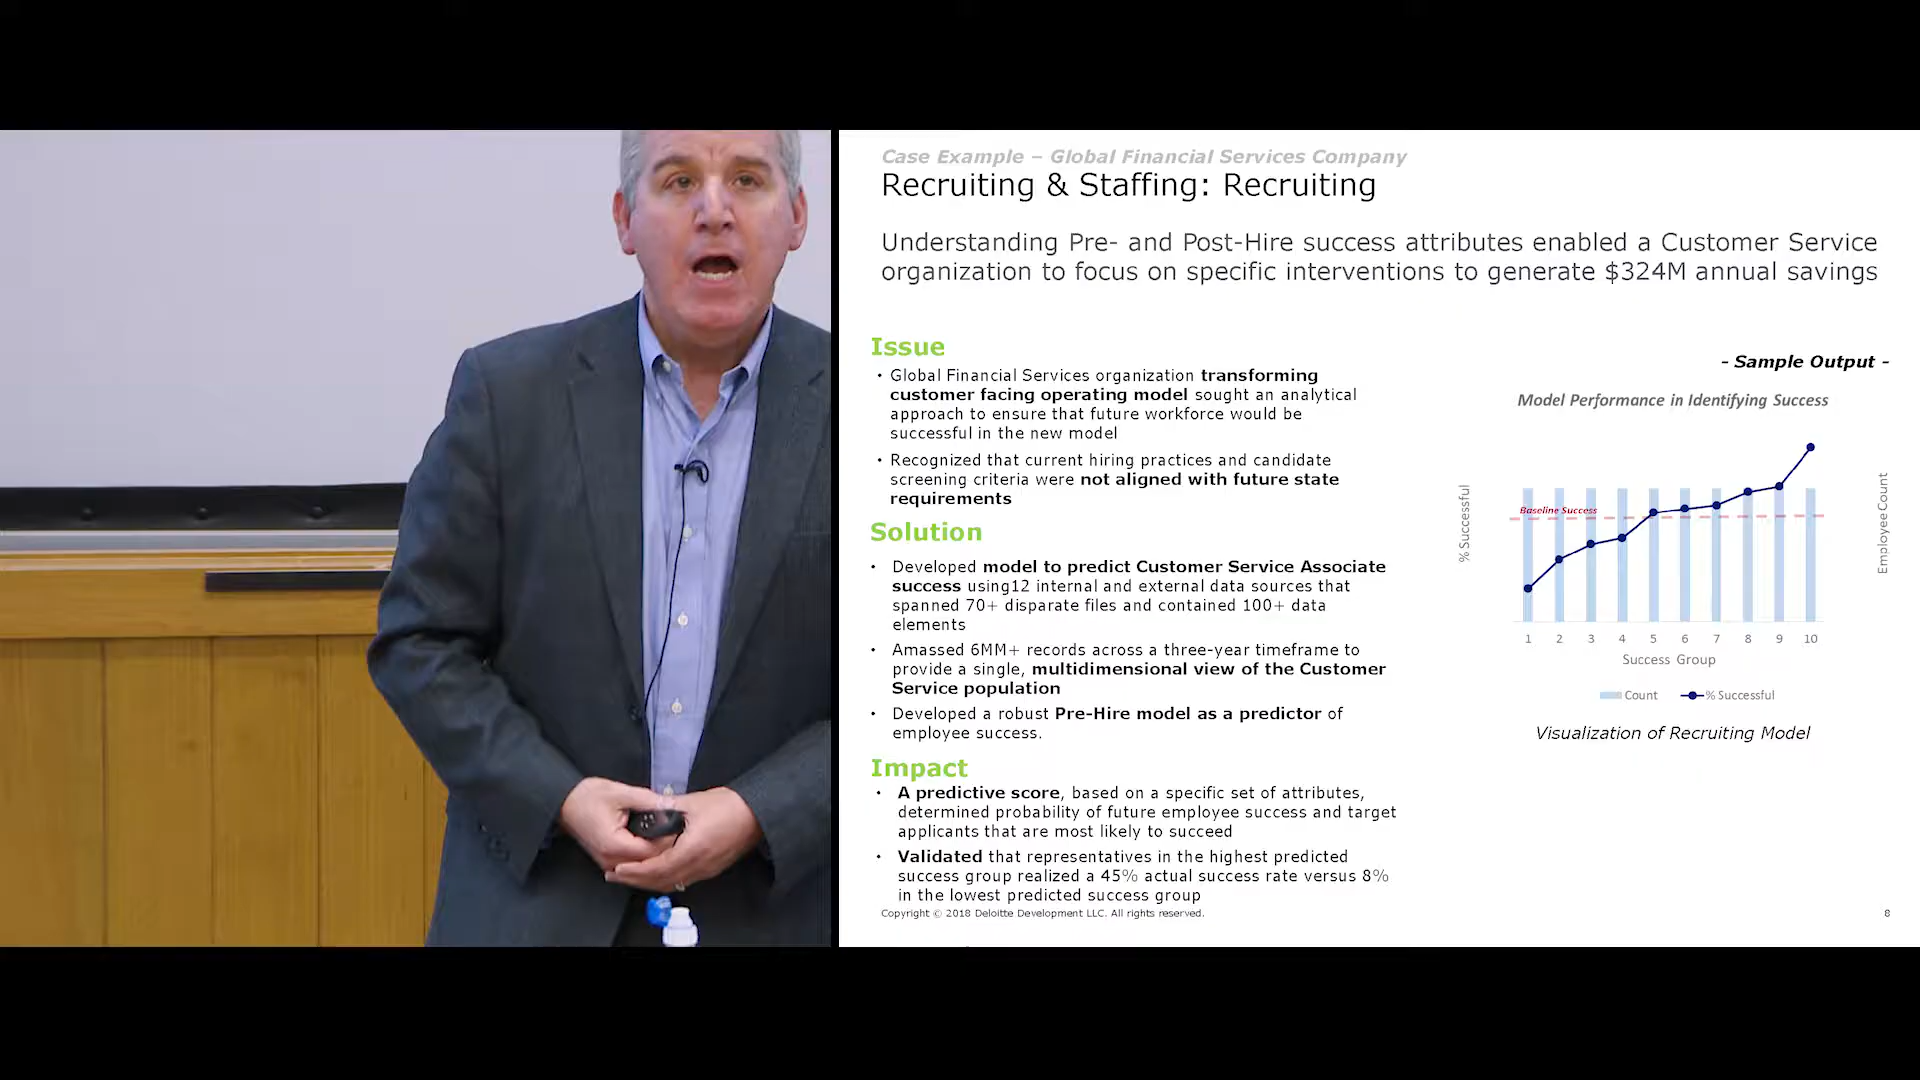 Case Example – Global Financial Services Company
Recruiting & Staffing: Recruiting
Understanding Pre- and Post-Hire success attributes enabled a Customer Service
organization to focus on specific interventions to generate $324M annual savings
Issue
• Global Financial Services organization transforming
customer facing operating model sought an analytical
approach to ensure that future workforce would be
successful in the new model
• Recognized that current hiring practices and candidate
screening criteria were not aligned with future state
requirements
Solution
• Developed model to predict Customer Service Associate
success using12 internal and external data sources that
spanned 70+ disparate files and contained 100+ data
elements
• Amassed 6MM+ records across a three-year timeframe to
provide a single, multidimensional view of the Customer
Service population
• Developed a robust Pre-Hire model as a predictor of
employee success.
Impact
• A predictive score, based on a specific set of attributes,
determined probability of future employee success and target
applicants that are most likely to succeed
• Validated that representatives in the highest predicted
success group realized a 45% actual success rate versus 8%
in the lowest predicted success group
- Sample Output -
Model Performance in Identifying Success
% Successful
Employee Count
Baseline Success
1 2 3 4 5 6 7 8 9 10
Success Group
Count % Successful
Visualization of Recruiting Model
Copyright © 2018 Deloitte Development LLC. All rights reserved.
8